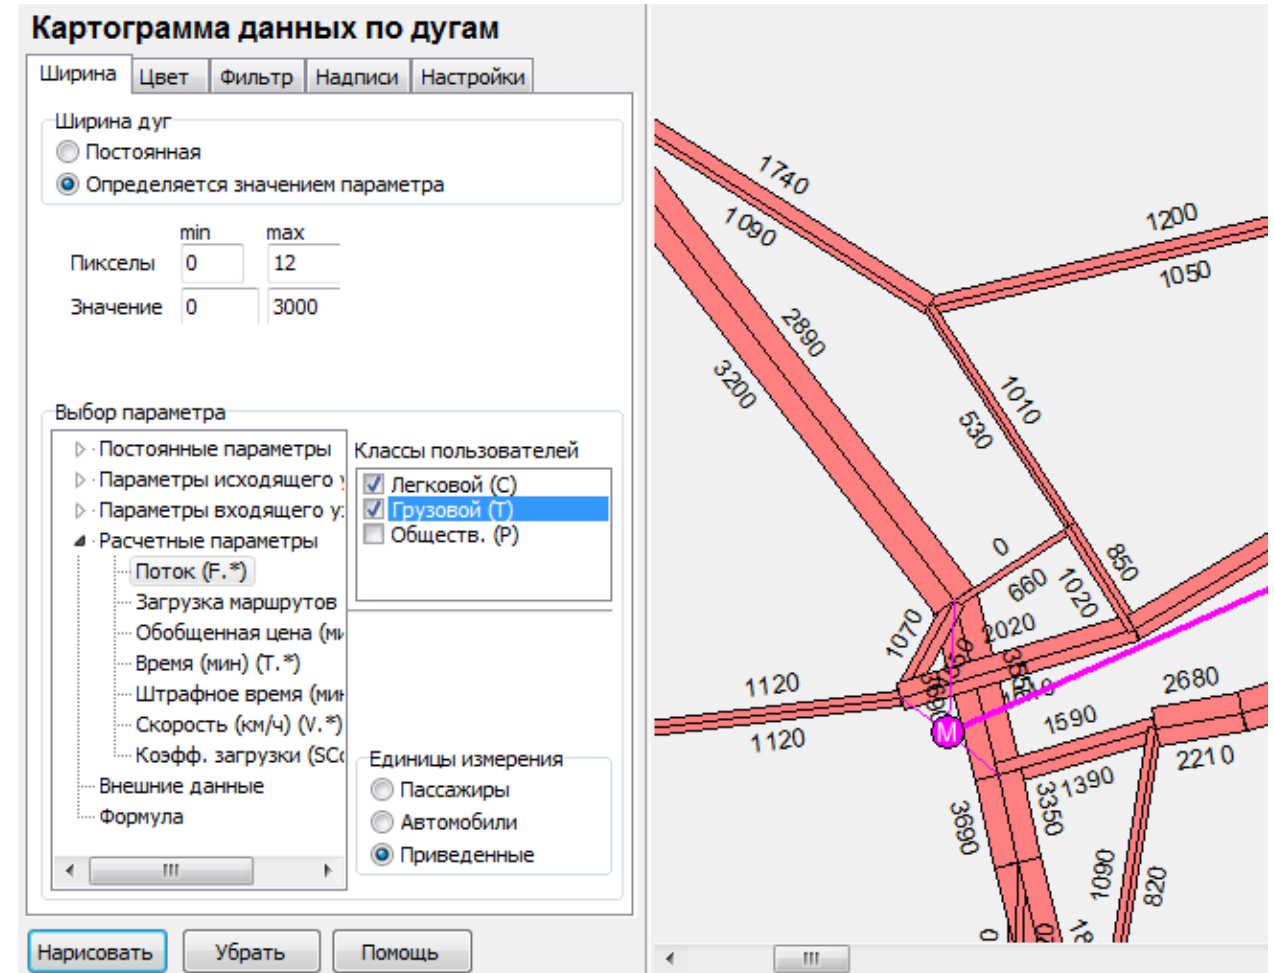 Картограмма данных по дугам
Ширина Цвет Фильтр Надписи Настройки
Ширина дуг
Постоянная
Определяется значением параметра
min max
Пикселы 0 12
Значение 0 3000
Выбор параметра
Постоянные параметры
Параметры исходящего
Параметры входящего
Расчетные параметры
Поток (F.*)
Загрузка маршрутов
Обобщенная цена
Время (мин) (T.*)
Штрафное время
Скорость (км/ч) (V.*)
Коэфф. загрузки
Внешние данные
Формула
Классы пользователей
Легковой (C)
Грузовой (T)
Обществ. (P)
Единицы измерения
Пассажиры
Автомобили
Приведенные
Нарисовать Убрать Помощь
1740
1090
1200
1050
2890
3200
1010
530
0
660
850
1020
1070
2020
1120
1120
M
2680
1590
2210
1390
3350
3690
1090
820
0